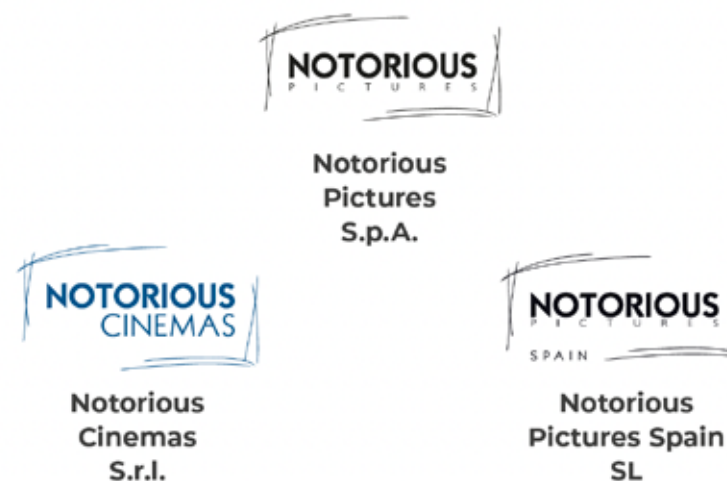 NOTORIOUS
PICTURES
Notorious
Pictures
S.p.A.
NOTORIOUS
CINEMAS
Notorious
Cinemas
S.r.l.
NOTORIOUS
PICTURES
SPAIN
Notorious
Pictures Spain
SL